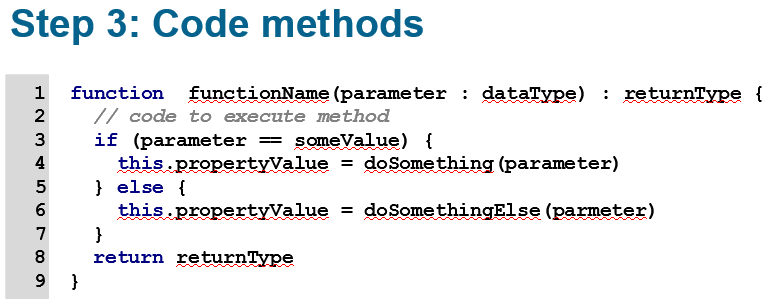 Step 3: Code methods
1 function functionName(parameter : dataType) : returnType {
2 // code to execute method
3 if (parameter == someValue) {
4 this.propertyValue = doSomething(parameter)
5 } else {
6 this.propertyValue = doSomethingElse(parmeter)
7 }
8 return returnType
9 }